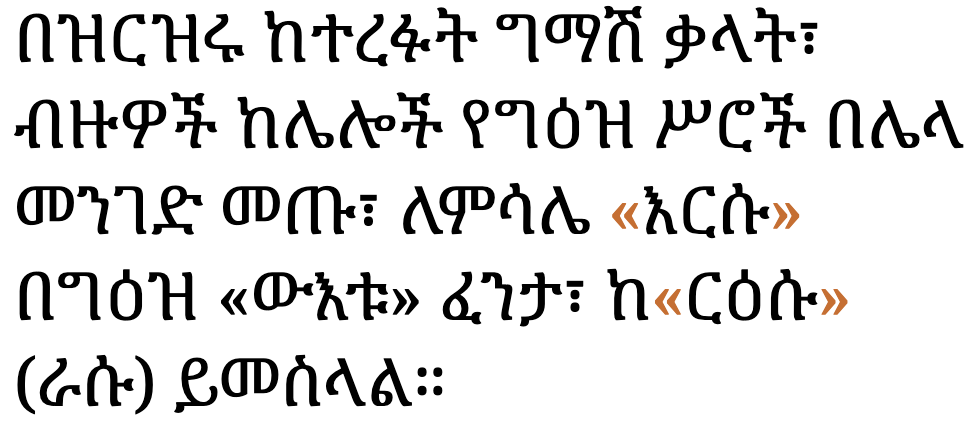 በዝርዝሩ ከተረፉት ግማሽ ቃላት፣
ብዙዎች ከሌሎች የግዕዝ ሥሮች በሌላ
መንገድ መጡ፣ ለምሳሌ «እርሱ»
በግዕዝ «ውእቱ» ፈንታ፣ ከ«ርዕሱ»
(ራሱ) ይመስላል።